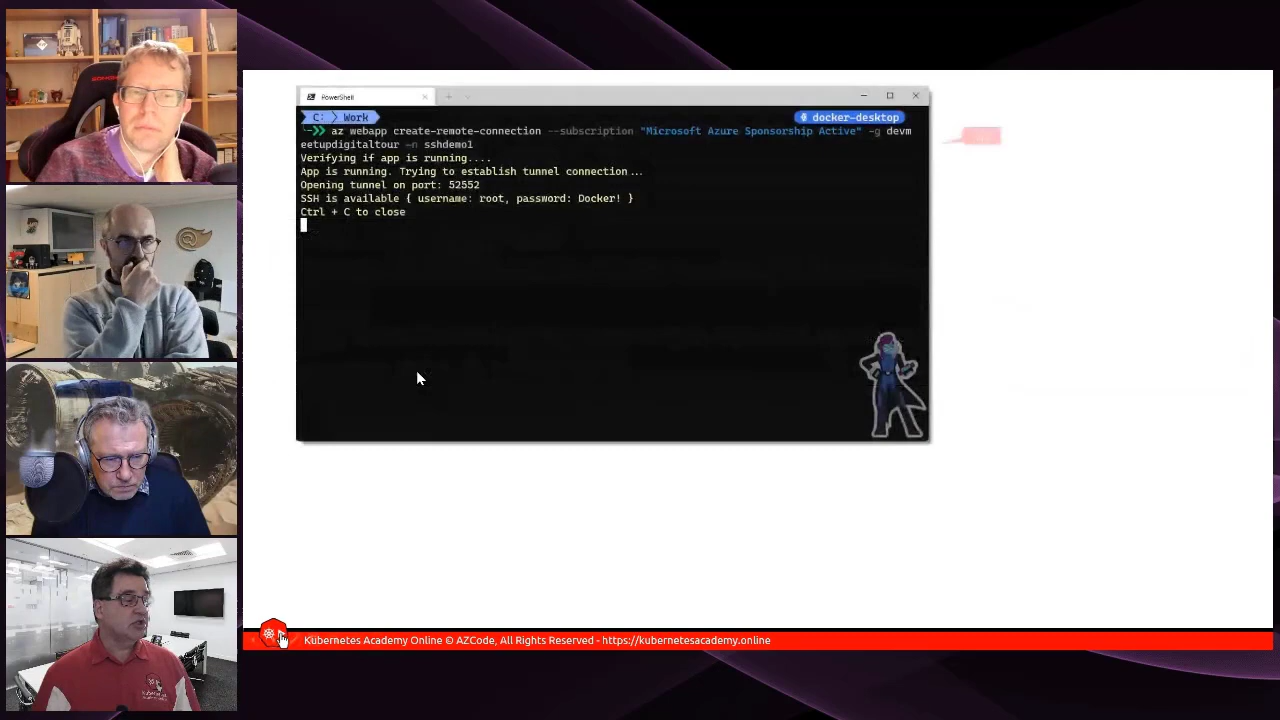 PowerShell
C: Work
docker-desktop
az webapp create-remote-connection --subscription "Microsoft Azure Sponsorship Active" -g devm
eetupdigitaltour -n sshdemo1
Verifying if app is running....
App is running. Trying to establish tunnel connection...
Opening tunnel on port: 52552
SSH is available { username: root, password: Docker! }
Ctrl + C to close
Kubernetes Academy Online © AZCode, All Rights Reserved - https://kubernetesacademy.online